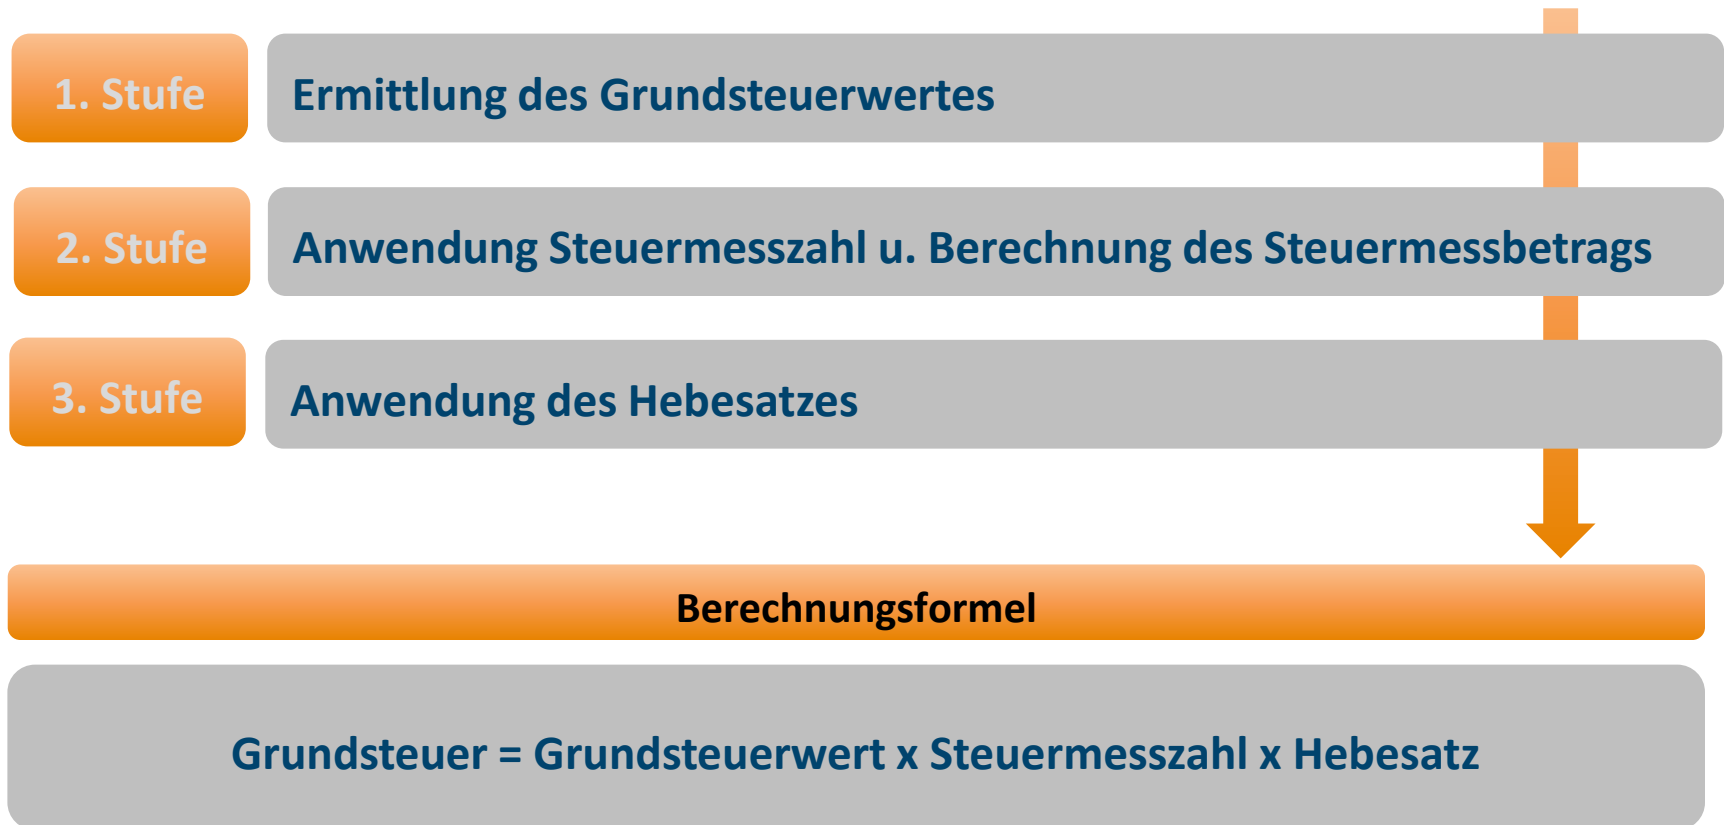 1. Stufe
Ermittlung des Grundsteuerwertes
2. Stufe
Anwendung Steuermesszahl u. Berechnung des Steuermessbetrags
3. Stufe
Anwendung des Hebesatzes
Berechnungsformel
Grundsteuer = Grundsteuerwert x Steuermesszahl x Hebesatz